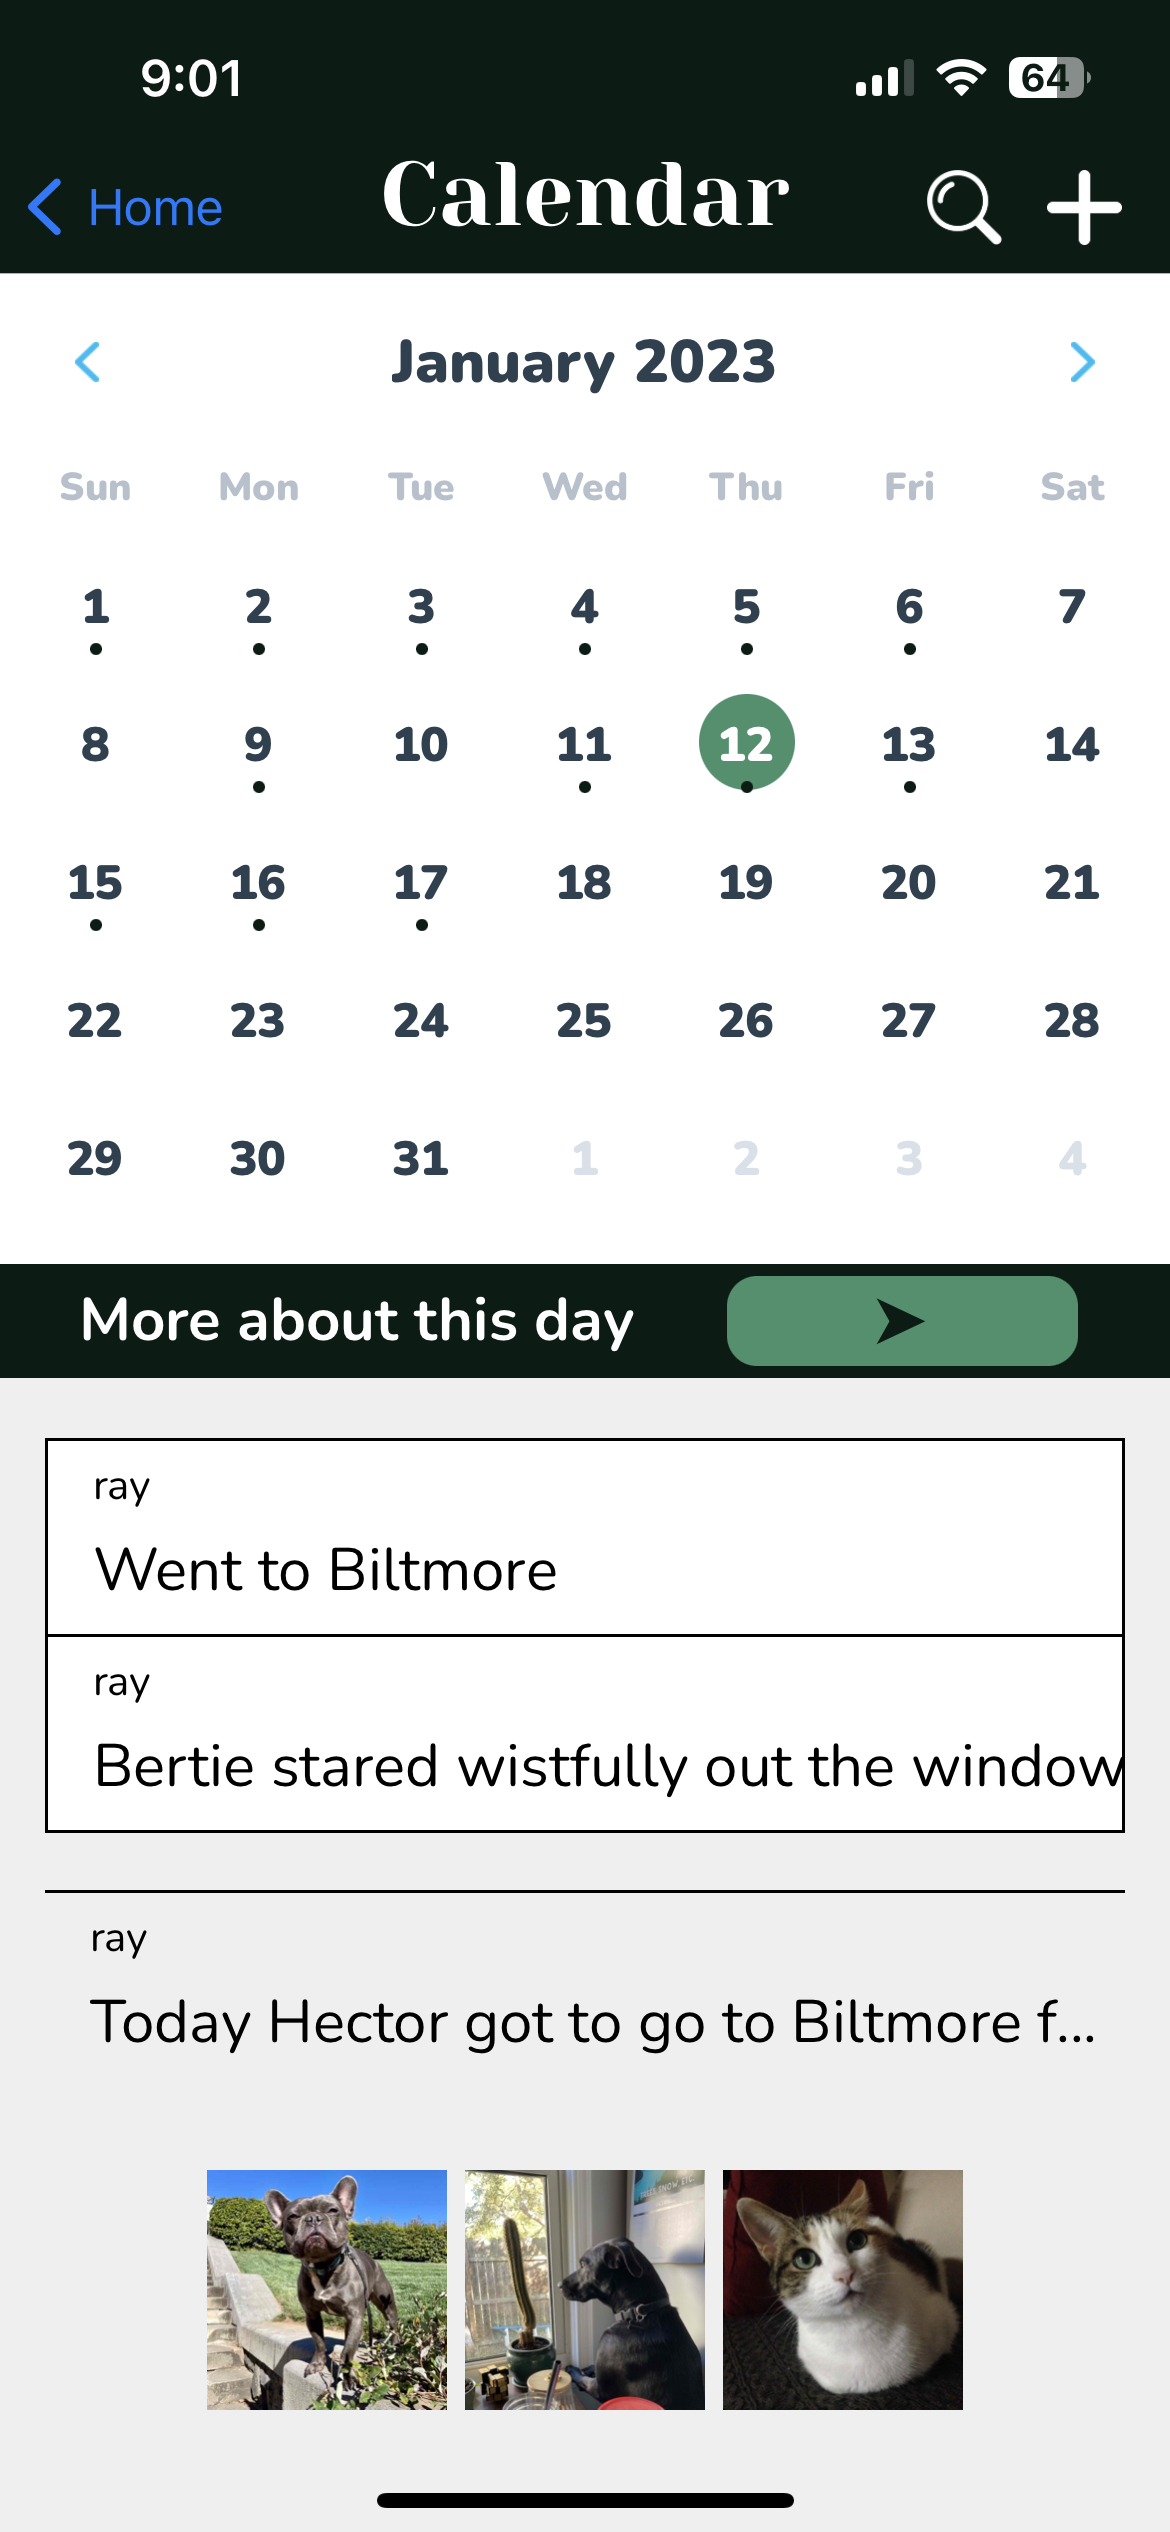 9:01
64
Home
Calendar
January 2023
Sun Mon Tue Wed Thu Fri Sat
1 2 3 4 5 6 7
8 9 10 11 12 13 14
15 16 17 18 19 20 21
22 23 24 25 26 27 28
29 30 31 1 2 3 4
More about this day
ray
Went to Biltmore
ray
Bertie stared wistfully out the window
ray
Today Hector got to go to Biltmore f...